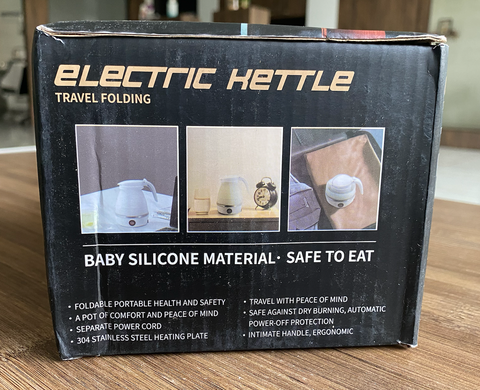 ELECTRIC KETTLE
TRAVEL FOLDING
BABY SILICONE MATERIAL· SAFE TO EAT
• FOLDABLE PORTABLE HEALTH AND SAFETY
• A POT OF COMFORT AND PEACE OF MIND
• SEPARATE POWER CORD
• 304 STAINLESS STEEL HEATING PLATE
• TRAVEL WITH PEACE OF MIND
• SAFE AGAINST DRY BURNING, AUTOMATIC
POWER-OFF PROTECTION
• INTIMATE HANDLE, ERGONOMIC